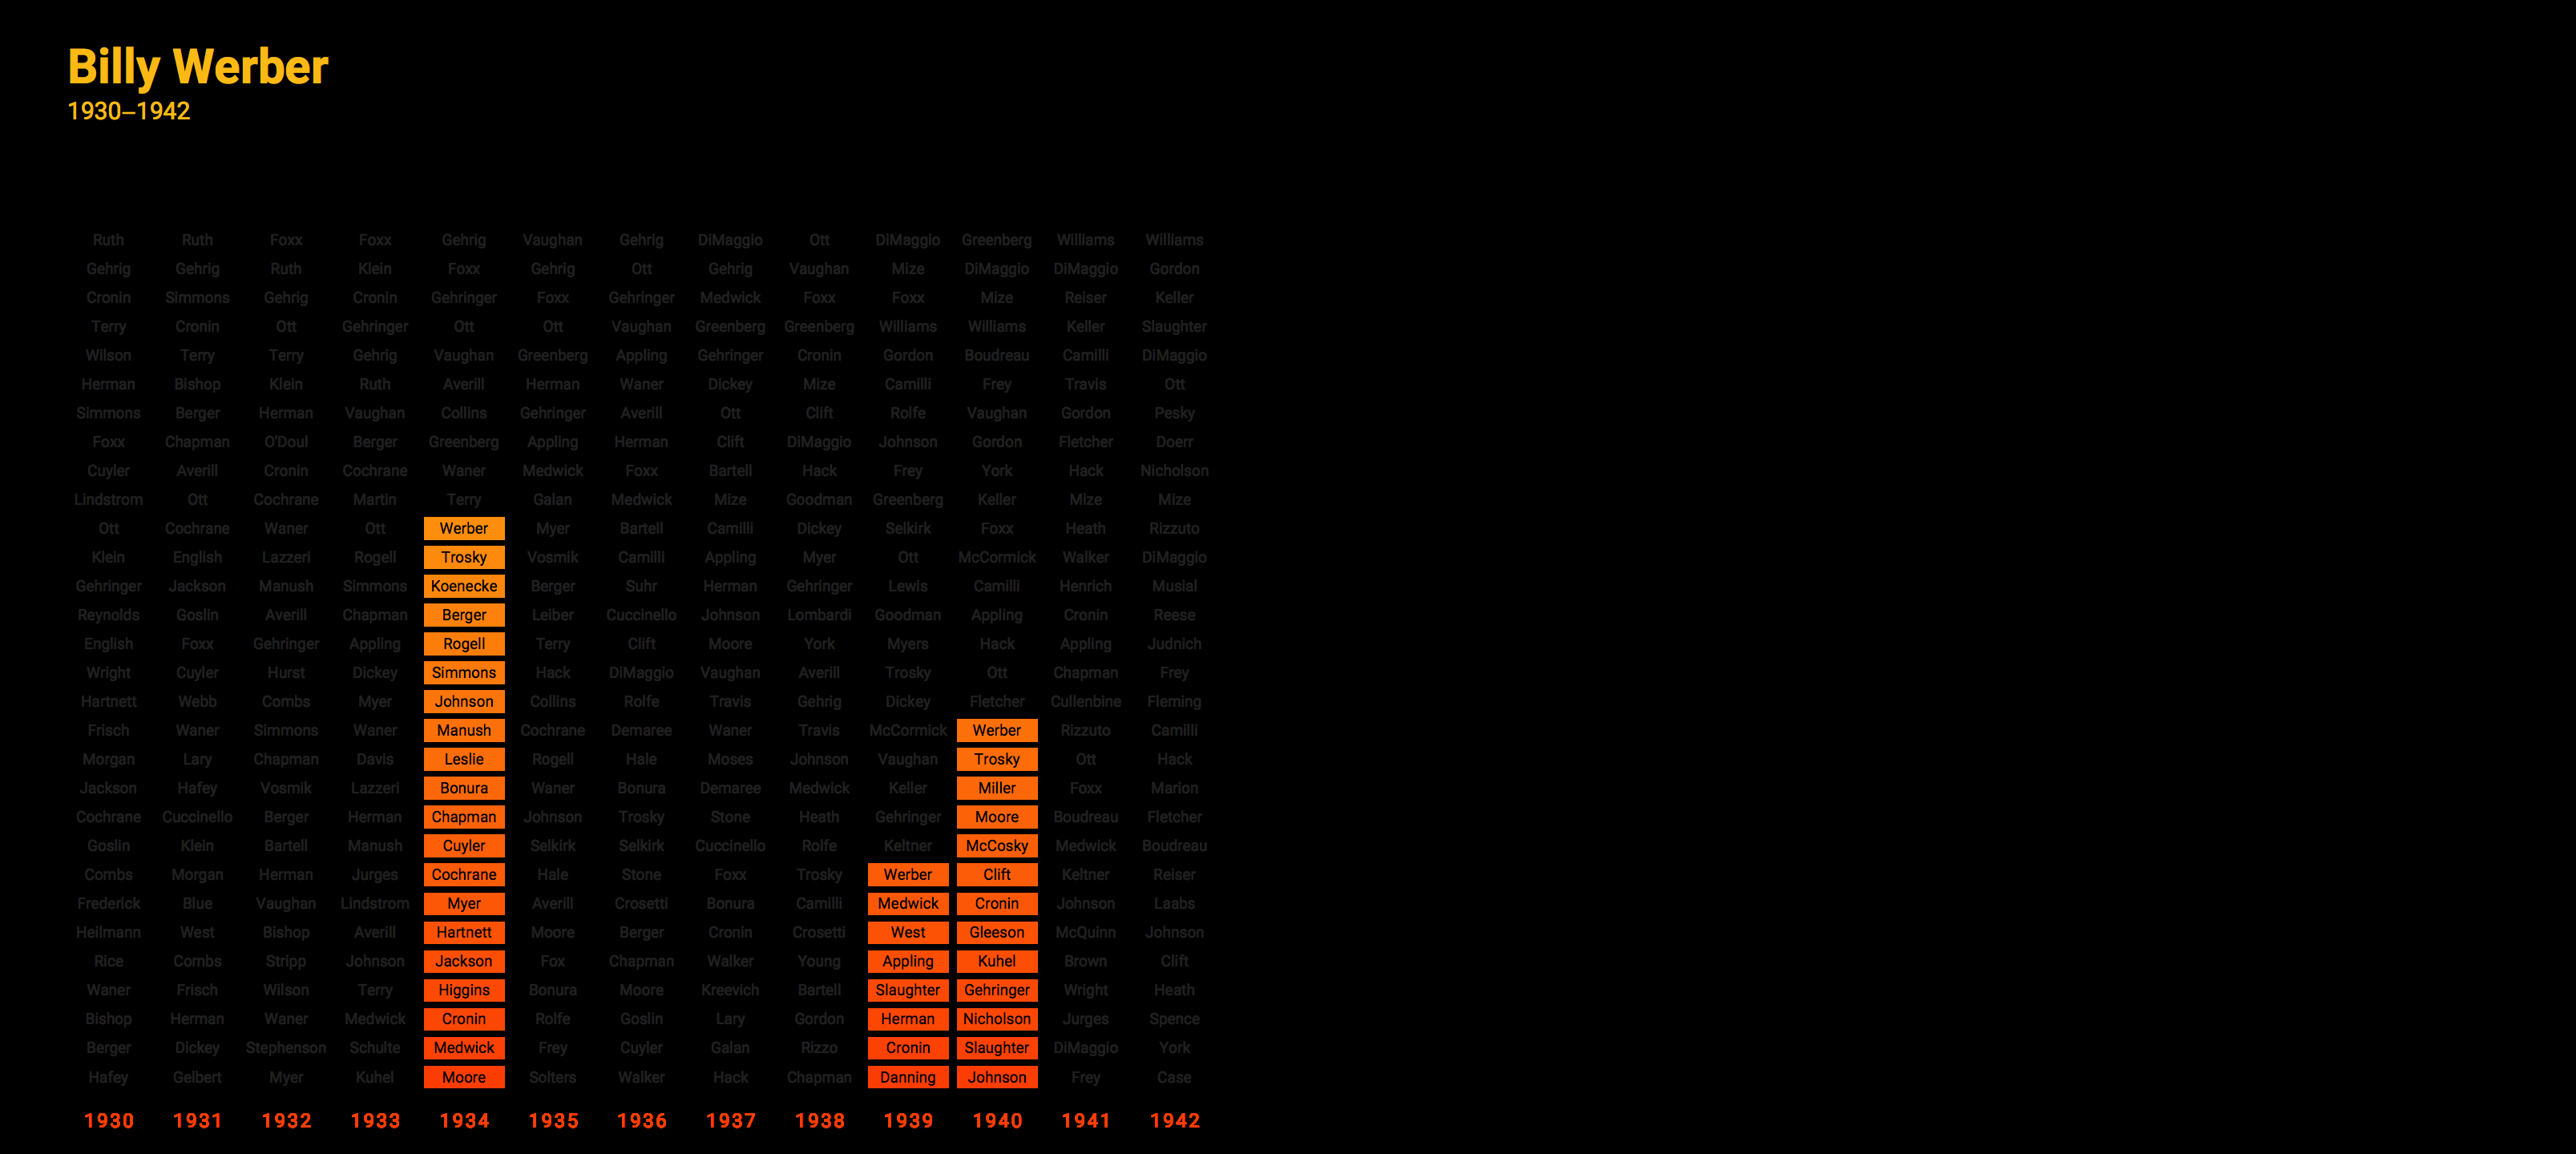 Billy Werber
1930–1942
Ruth Ruth Foxx Foxx Gehrig Vaughan Gehrig DiMaggio Ott DiMaggio Greenberg Williams Williams
Gehrig Gehrig Ruth Klein Foxx Gehrig Ott Gehrig Vaughan Mize DiMaggio DiMaggio Gordon
Cronin Simmons Gehrig Cronin Gehringer Foxx Gehringer Medwick Foxx Foxx Mize Reiser Keller
Terry Cronin Ott Gehringer Ott Ott Vaughan Greenberg Greenberg Williams Williams Keller Slaughter
Wilson Terry Terry Gehrig Vaughan Greenberg Appling Gehringer Cronin Gordon Boudreau Camilli DiMaggio
Herman Bishop Klein Ruth Averill Herman Waner Dickey Mize Camilli Frey Travis Ott
Simmons Berger Herman Vaughan Collins Gehringer Averill Ott Clift Rolfe Vaughan Gordon Pesky
Foxx Chapman O'Doul Berger Greenberg Appling Herman Clift DiMaggio Johnson Gordon Fletcher Doerr
Cuyler Averill Cronin Cochrane Waner Medwick Foxx Bartell Hack Frey York Hack Nicholson
Lindstrom Ott Cochrane Martin Terry Galan Medwick Mize Goodman Greenberg Keller Mize Mize
Ott Cochrane Waner Ott Werber Myer Bartell Camilli Dickey Selkirk Foxx Heath Rizzuto
Klein English Lazzeri Rogell Trosky Vosmik Camilli Appling Myer Ott McCormick Walker DiMaggio
Gehringer Jackson Manush Simmons Koenecke Berger Suhr Herman Gehringer Lewis Camilli Henrich Musial
Reynolds Goslin Averill Chapman Berger Leiber Cuccinello Johnson Lombardi Goodman Appling Cronin Reese
English Foxx Gehringer Appling Rogell Terry Clift Moore York Myers Hack Appling Judnich
Wright Cuyler Hurst Dickey Simmons Hack DiMaggio Vaughan Averill Trosky Ott Chapman Frey
Hartnett Webb Combs Myer Johnson Collins Rolfe Travis Gehrig Dickey Fletcher Cullenbine Fleming
Frisch Waner Simmons Waner Manush Cochrane Demaree Waner Travis McCormick Werber Rizzuto Camilli
Morgan Lary Chapman Davis Leslie Rogell Hale Moses Johnson Vaughan Trosky Ott Hack
Jackson Hafey Vosmik Lazzeri Bonura Waner Bonura Demaree Medwick Keller Miller Foxx Marion
Cochrane Cuccinello Berger Herman Chapman Johnson Trosky Stone Heath Gehringer Moore Boudreau Fletcher
Goslin Klein Bartell Manush Cuyler Selkirk Selkirk Cuccinello Rolfe Keltner McCosky Medwick Boudreau
Combs Morgan Herman Jurges Cochrane Hale Stone Foxx Trosky Werber Clift Keltner Reiser
Frederick Blue Vaughan Lindstrom Myer Averill Crosetti Bonura Camilli Medwick Cronin Johnson Laabs
Heilmann West Bishop Averill Hartnett Moore Berger Cronin Crosetti West Gleeson McQuinn Johnson
Rice Combs Stripp Johnson Jackson Fox Chapman Walker Young Appling Kuhel Brown Clift
Waner Frisch Wilson Terry Higgins Bonura Moore Kreevich Bartell Slaughter Gehringer Wright Heath
Bishop Herman Waner Medwick Cronin Rolfe Goslin Lary Gordon Herman Nicholson Jurges Spence
Berger Dickey Stephenson Schulte Medwick Frey Cuyler Galan Rizzo Cronin Slaughter DiMaggio York
Hafey Gelbert Myer Kuhel Moore Solters Walker Hack Chapman Danning Johnson Frey Case
1930 1931 1932 1933 1934 1935 1936 1937 1938 1939 1940 1941 1942